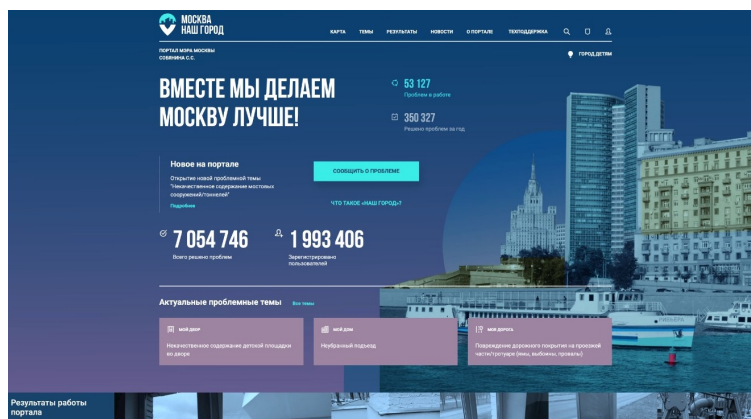 МОСКВА
НАШ ГОРОД
КАРТА ТЕМЫ РЕЗУЛЬТАТЫ НОВОСТИ О ПОРТАЛЕ ТЕХПОДДЕРЖКА
ПОРТАЛ МЭРА МОСКВЫ
СОБЯНИНА С.С.
ГОРОД ДЕТЯМ
ВМЕСТЕ МЫ ДЕЛАЕМ
МОСКВУ ЛУЧШЕ!
53 127
Проблем в работе
350 327
Решено проблем за год
Новое на портале
Открытие новой проблемной темы
"Некачественное содержание мостовых
сооружений/тоннелей"
Подробнее
СООБЩИТЬ О ПРОБЛЕМЕ
ЧТО ТАКОЕ «НАШ ГОРОД»?
7 054 746
Всего решено проблем
1 993 406
Зарегистрировано
пользователей
Актуальные проблемные темы Все темы
МОЙ ДВОР
Некачественное содержание детской площадки
во дворе
МОЙ ДОМ
Неубранный подъезд
МОЯ ДОРОГА
Повреждение дорожного покрытия на проезжей
части/тротуаре (ямы, выбоины, провалы)
Результаты работы
портала